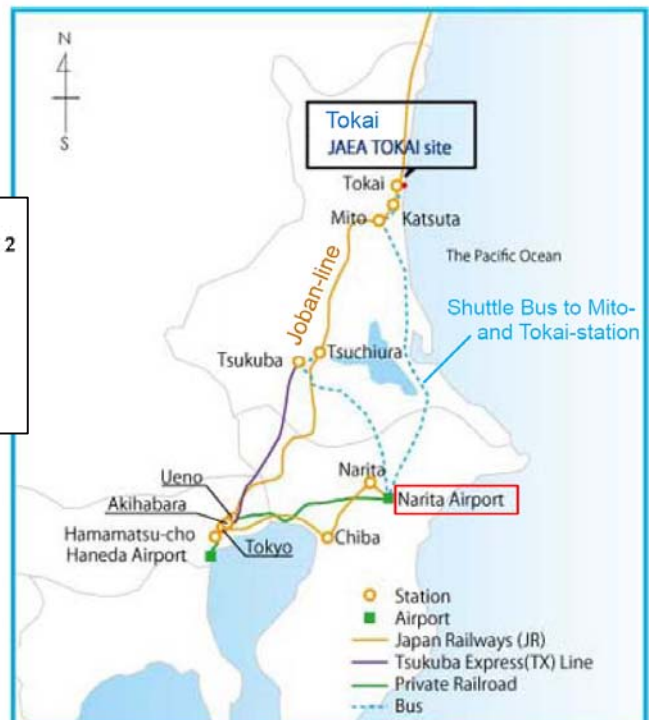 N
S
Tokai
JAEA TOKAI site
Tokai
Mito
Katsuta
2
The Pacific Ocean
Joban-line
Shuttle Bus to Mito-
and Tokai-station
Tsukuba
Tsuchiura
Ueno
Narita
Akihabara
Narita Airport
Hamamatsu-cho
Tokyo
Chiba
Haneda Airport
Station
Airport
Japan Railways (JR)
Tsukuba Express(TX) Line
Private Railroad
Bus